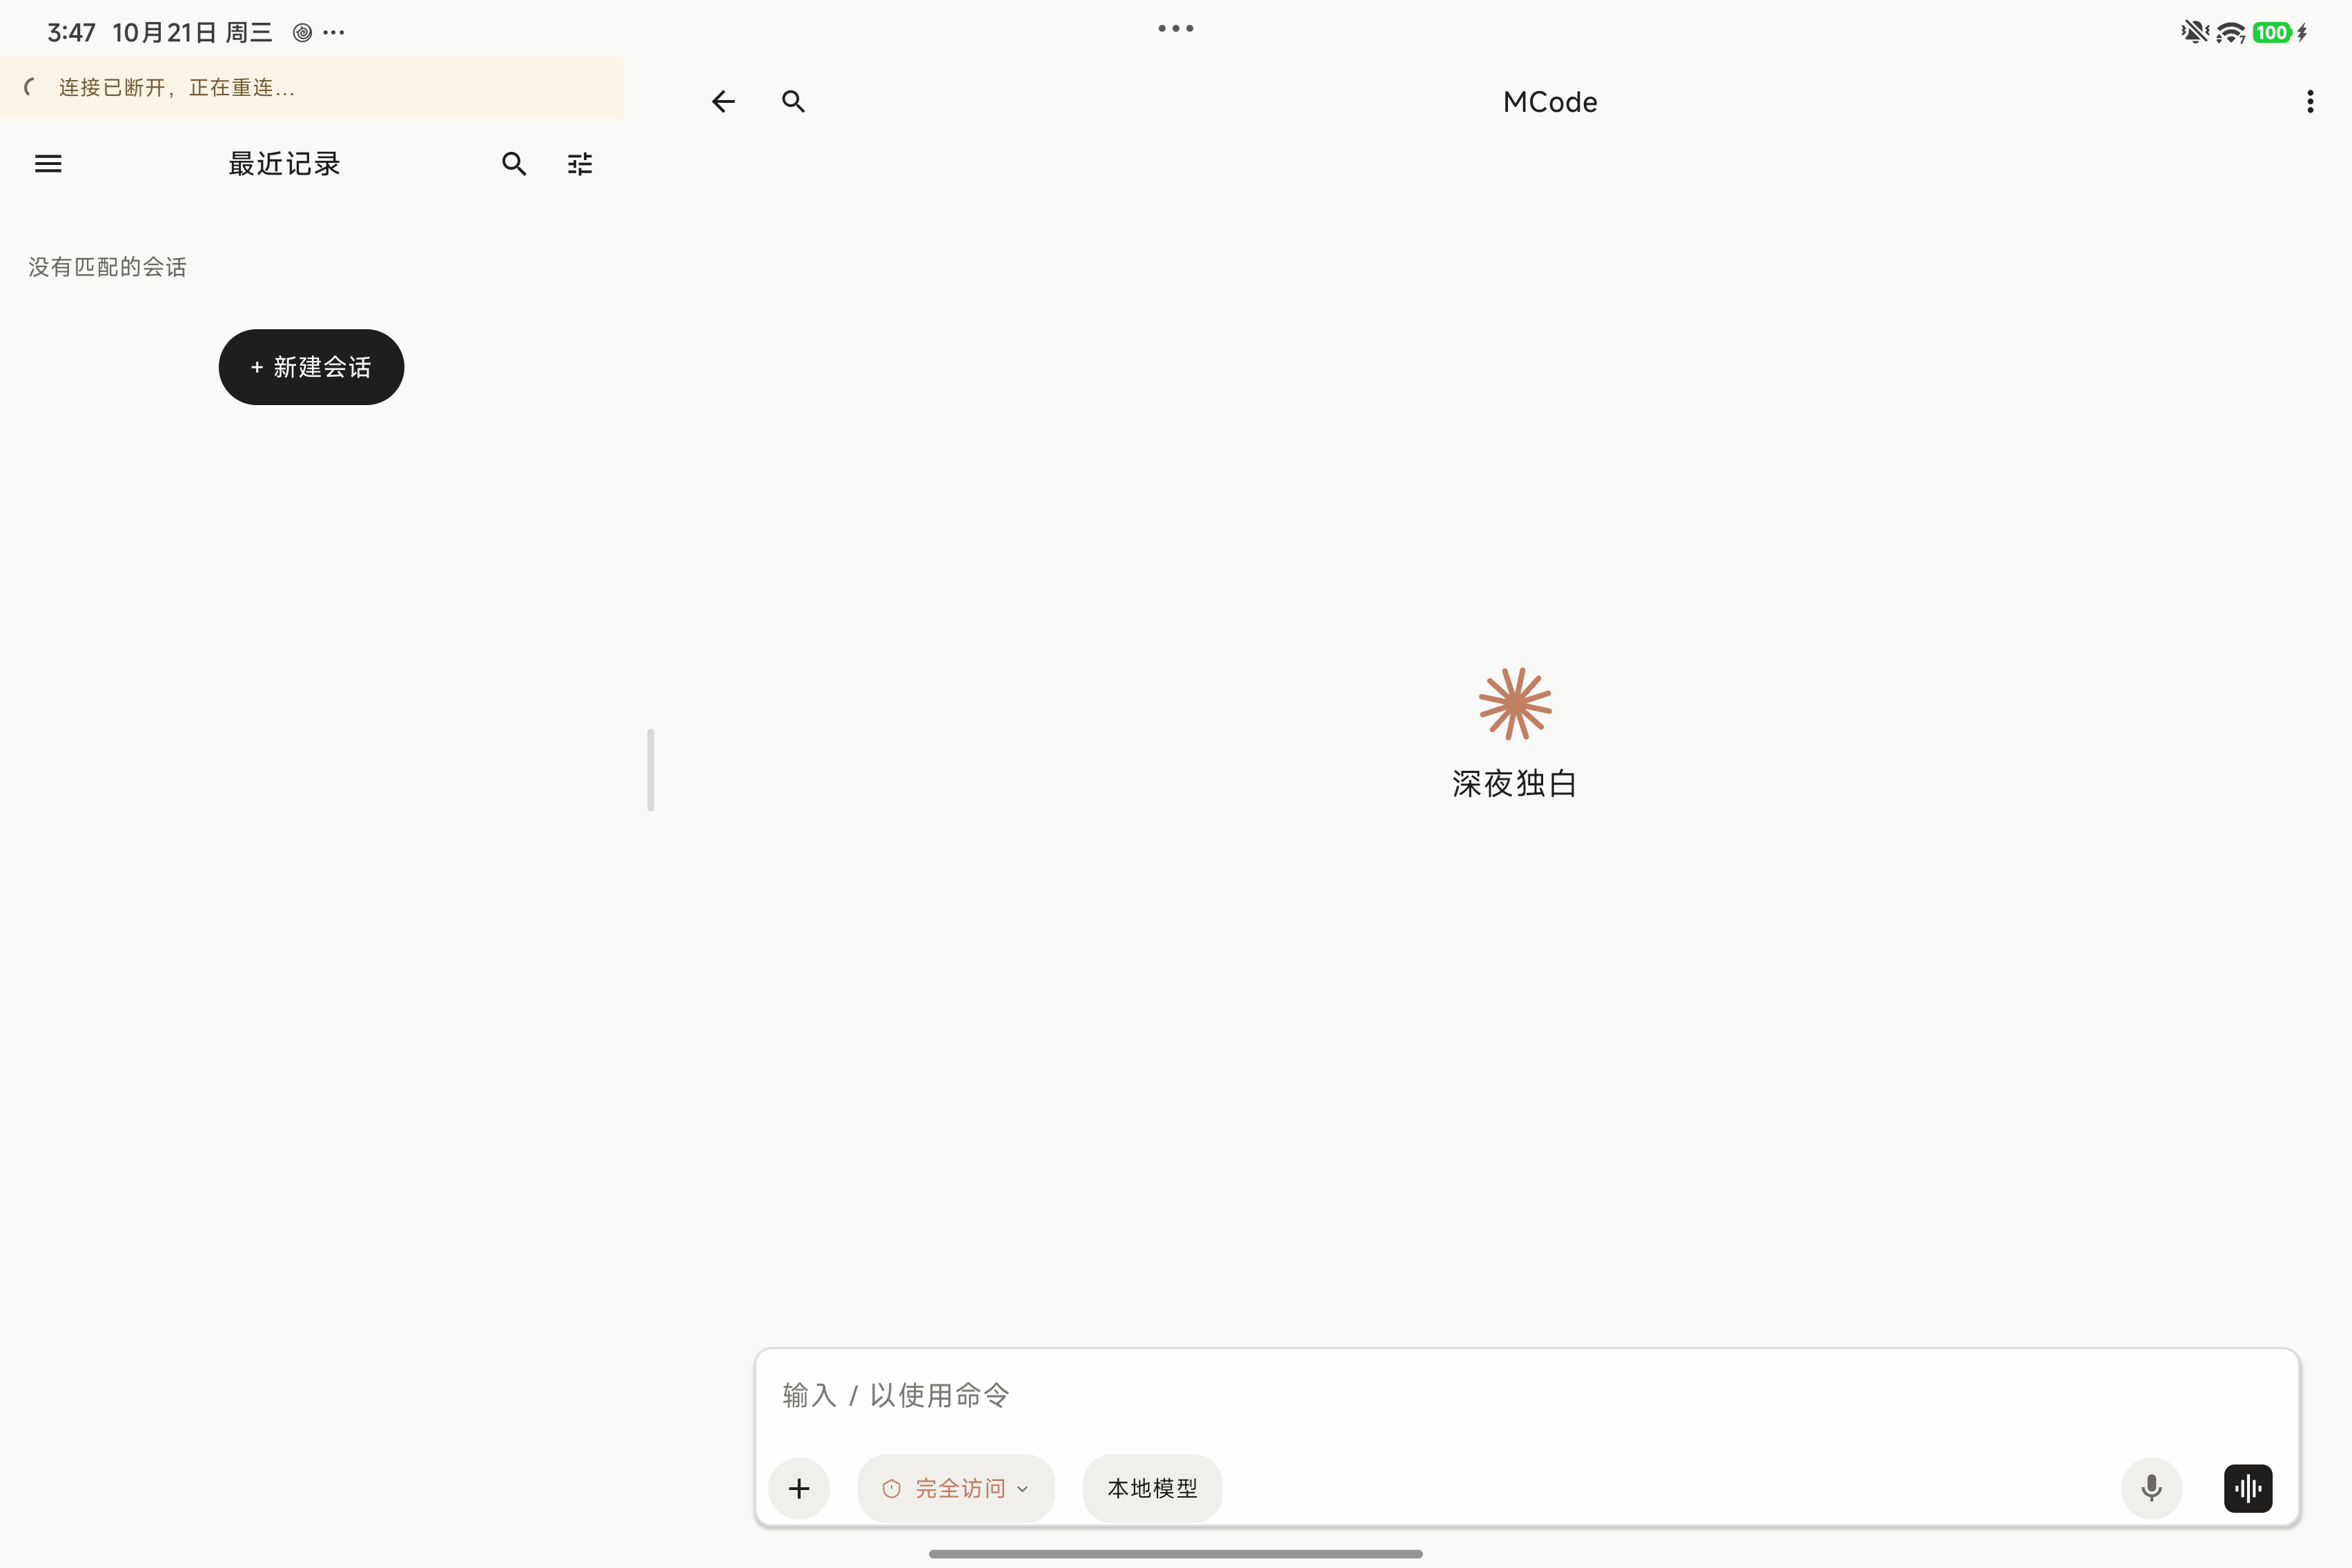 3:47 10月21日 周三
100
连接已断开，正在重连...
MCode
最近记录
没有匹配的会话
+ 新建会话
深夜独白
输入 / 以使用命令
完全访问
本地模型